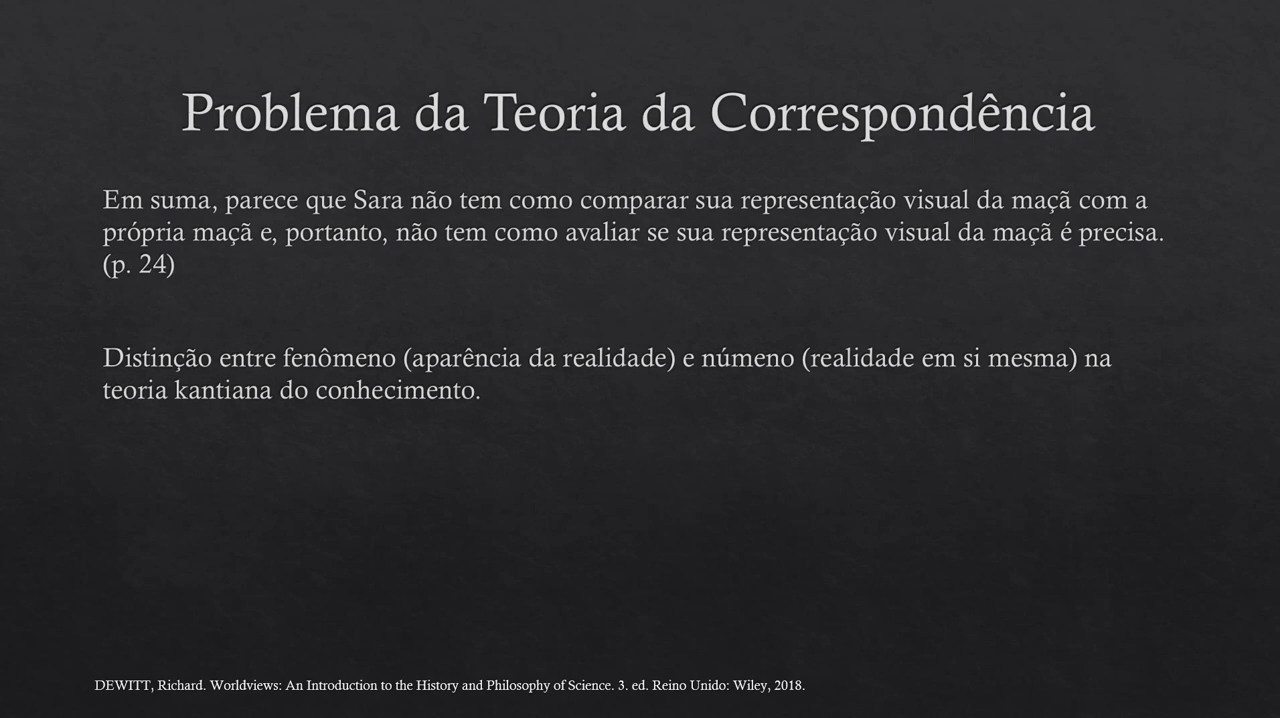 Problema da Teoria da Correspondência
Em suma, parece que Sara não tem como comparar sua representação visual da maçã com a
própria maçã e, portanto, não tem como avaliar se sua representação visual da maçã é precisa.
(p. 24)
Distinção entre fenômeno (aparência da realidade) e númeno (realidade em si mesma) na
teoria kantiana do conhecimento.
DEWITT, Richard. Worldviews: An Introduction to the History and Philosophy of Science. 3. ed. Reino Unido: Wiley, 2018.